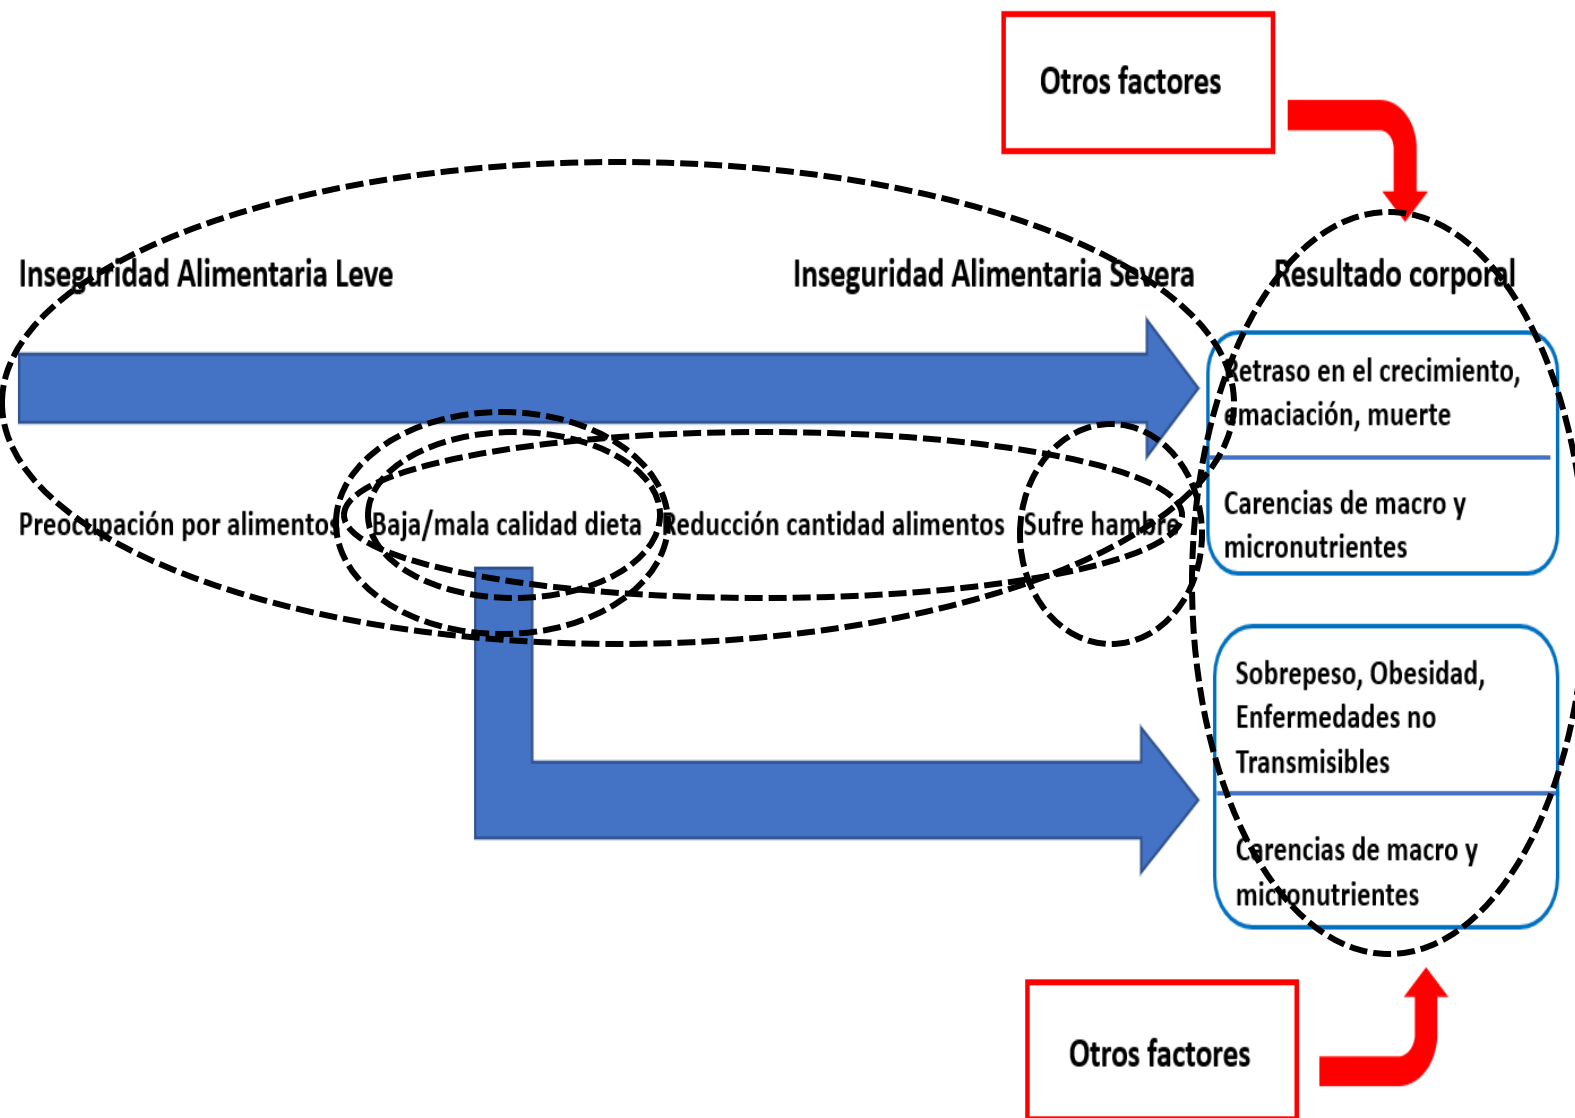 Otros factores
Inseguridad Alimentaria Leve
Inseguridad Alimentaria Severa
Resultado corporal
Retraso en el crecimiento,
emaciación, muerte
Carencias de macro y
micronutrientes
Preocupación por alimentos
Baja/mala calidad dieta
Reducción cantidad alimentos
Sufre hambre
Sobrepeso, Obesidad,
Enfermedades no
Transmisibles
Carencias de macro y
micronutrientes
Otros factores